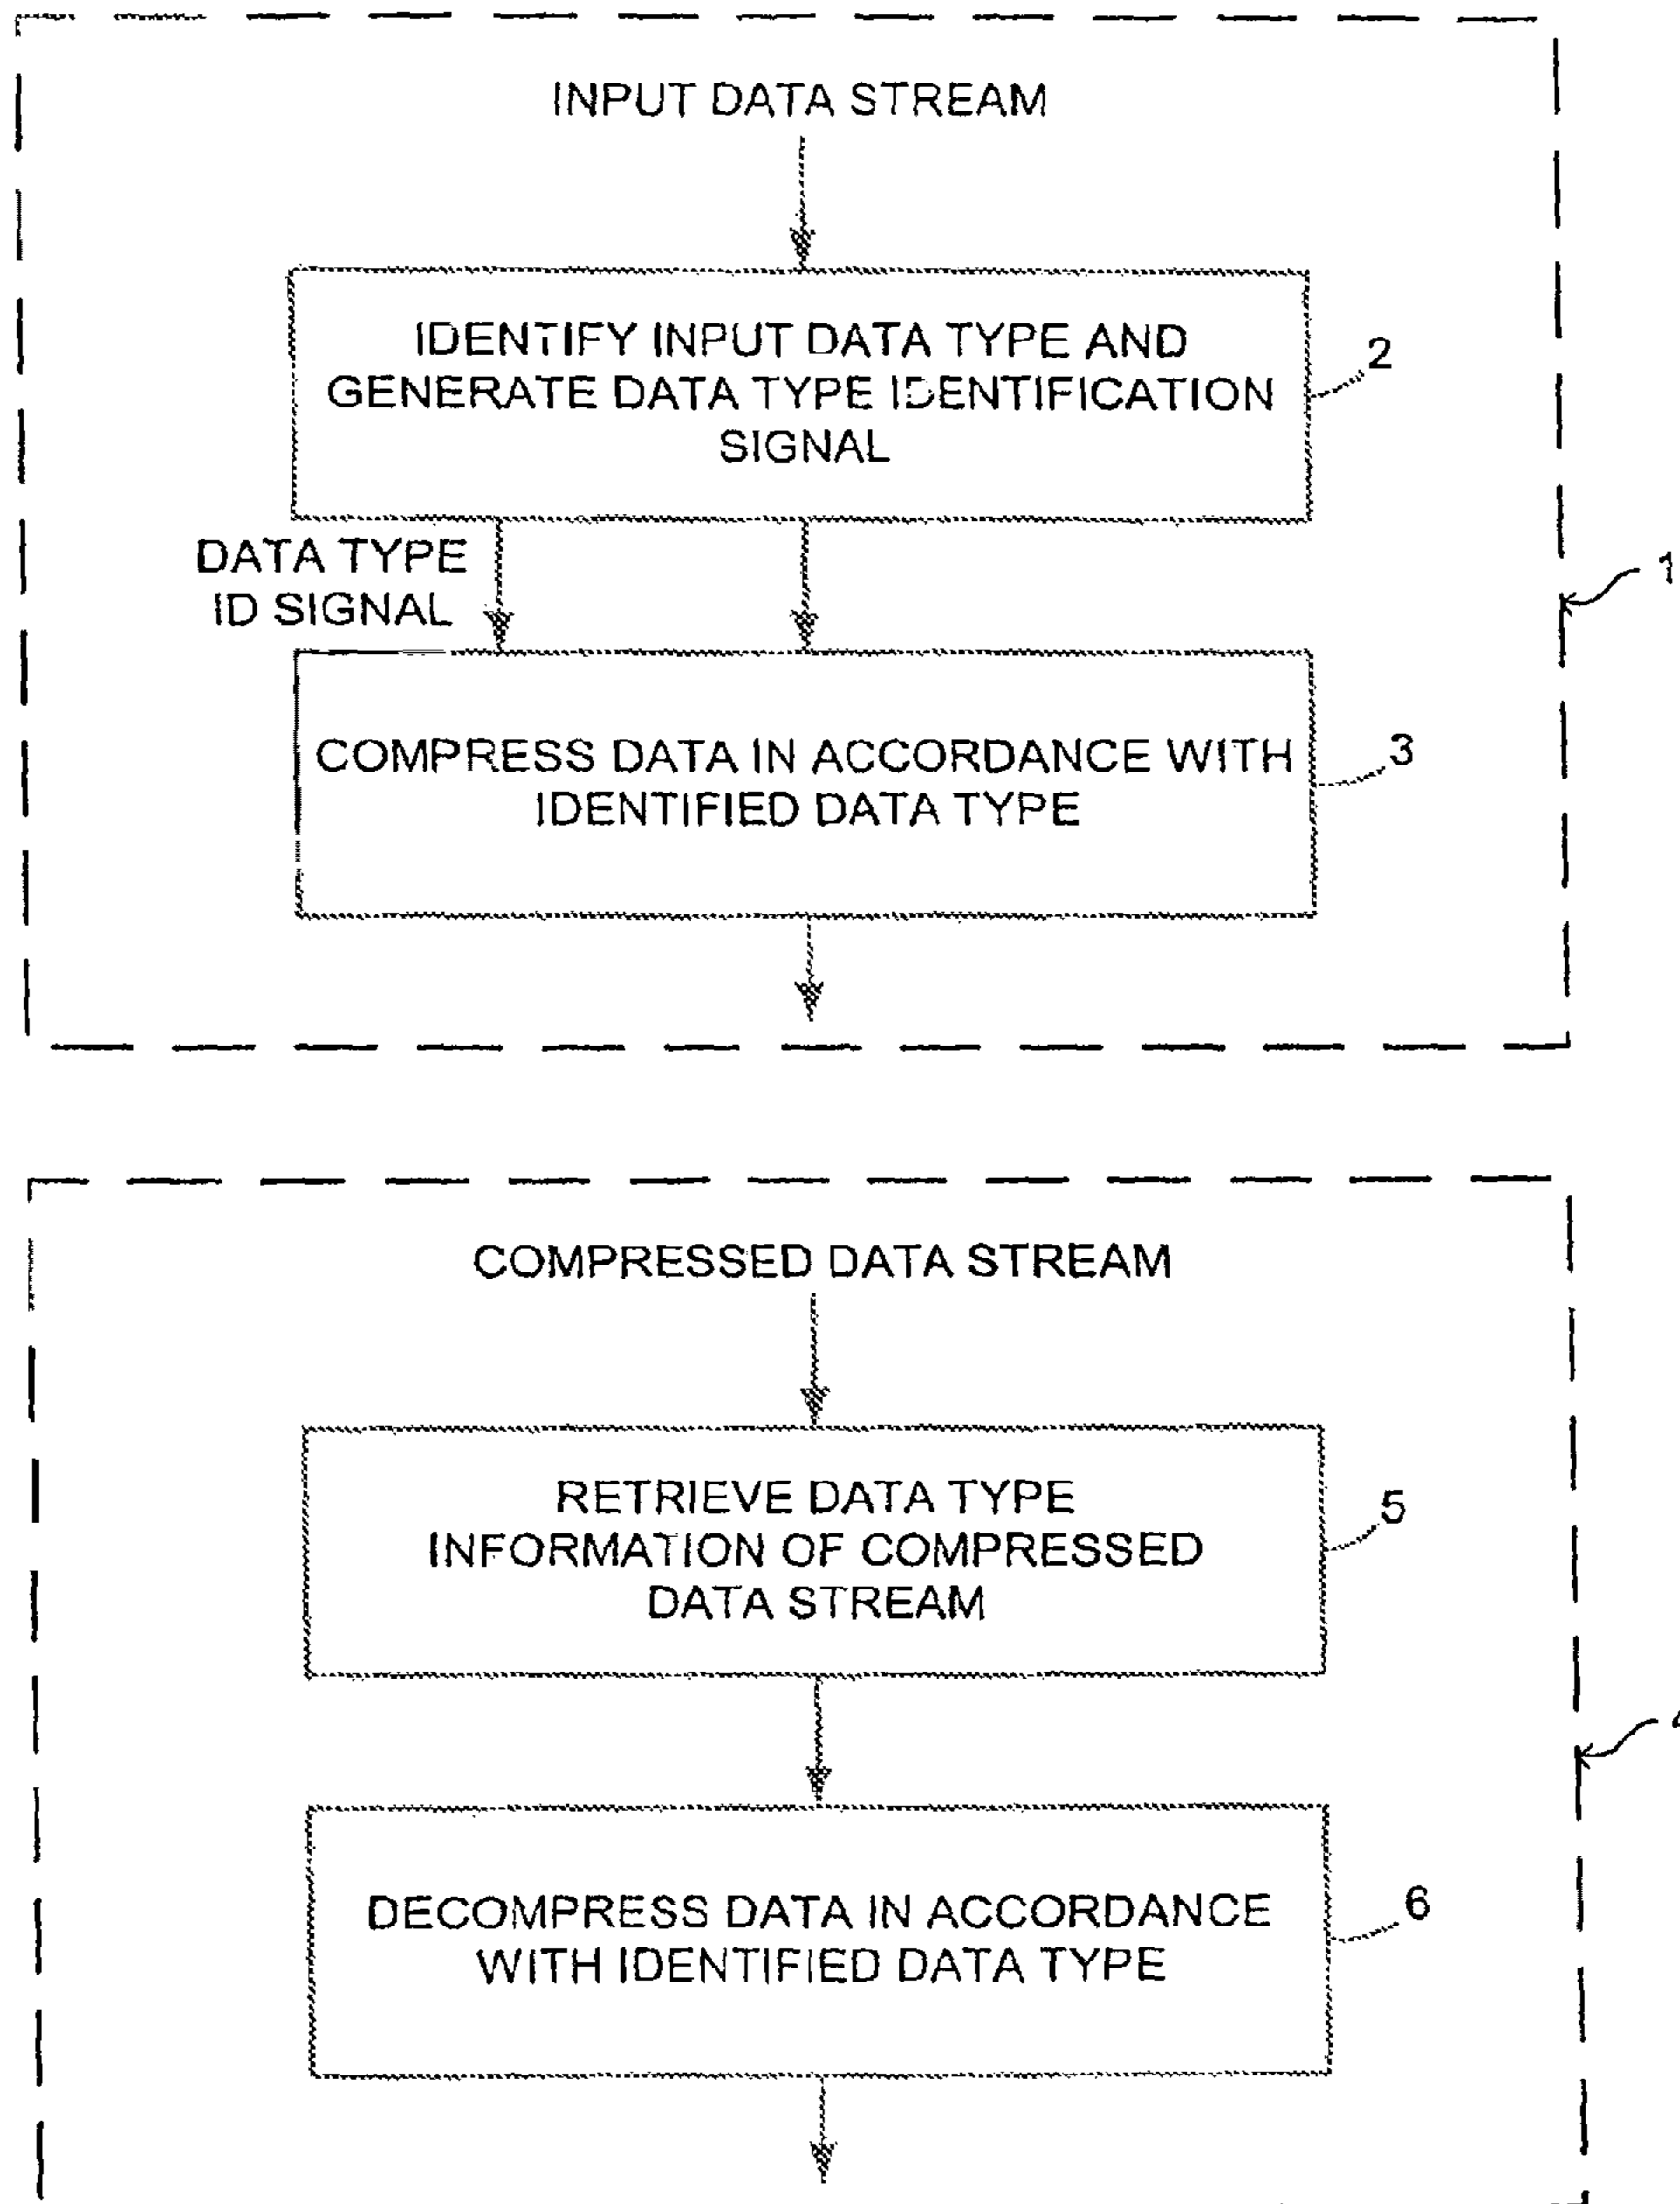 INPUT DATA STREAM
IDENTIFY INPUT DATA TYPE AND
GENERATE DATA TYPE IDENTIFICATION
SIGNAL
2
DATA TYPE
ID SIGNAL
1
COMPRESS DATA IN ACCORDANCE WITH
IDENTIFIED DATA TYPE
3
COMPRESSED DATA STREAM
RETRIEVE DATA TYPE
INFORMATION OF COMPRESSED
DATA STREAM
5
4
DECOMPRESS DATA IN ACCORDANCE
WITH IDENTIFIED DATA TYPE
6